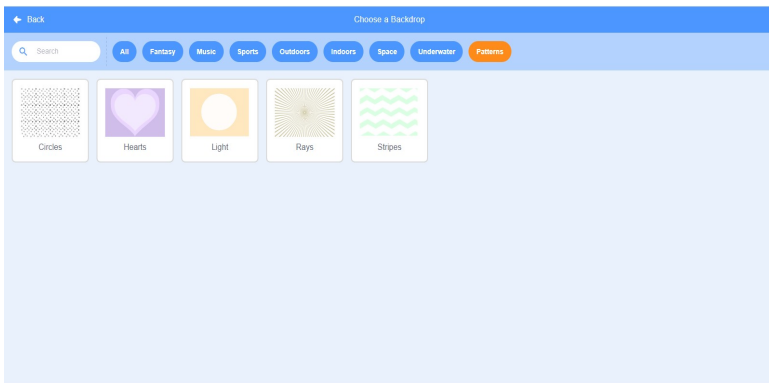 Back
Choose a Backdrop
Search
All Fantasy Music Sports Outdoors Indoors Space Underwater Patterns
Circles Hearts Light Rays Stripes